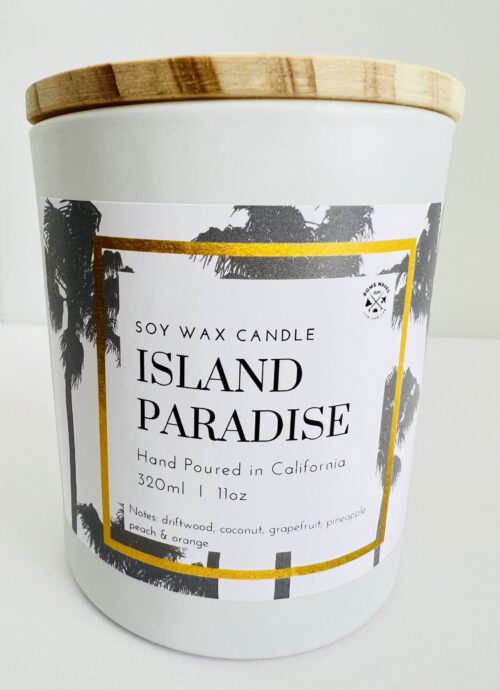 SOY WAX CANDLE
ISLAND
PARADISE
Hand Poured in California
320ml | 11oz
Notes: driftwood, coconut, grapefruit, pineapple
peach & orange